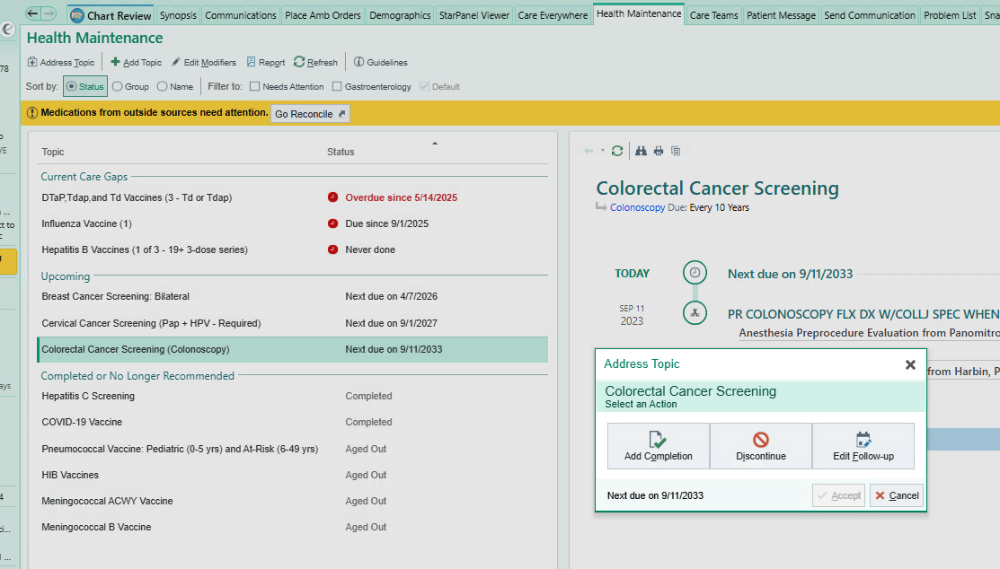 Chart Review Synopsis Communications Place Amb Orders Demographics StarPanel Viewer Care Everywhere Health Maintenance Care Teams Patient Message Send Communication Problem List Sna
Health Maintenance
78
Address Topic Add Topic Edit Modifiers Report Refresh Guidelines
Sort by: Status Group Name Filter to: Needs Attention Gastroenterology Default
Medications from outside sources need attention. Go Reconcile
Topic Status
Current Care Gaps
DTaP,Tdap,and Td Vaccines (3 - Td or Tdap) Overdue since 5/14/2025
Influenza Vaccine (1) Due since 9/1/2025
Hepatitis B Vaccines (1 of 3 - 19+ 3-dose series) Never done
Upcoming
Breast Cancer Screening: Bilateral Next due on 4/7/2026
Cervical Cancer Screening (Pap + HPV - Required) Next due on 9/1/2027
Colorectal Cancer Screening (Colonoscopy) Next due on 9/11/2033
Completed or No Longer Recommended
Hepatitis C Screening Completed
COVID-19 Vaccine Completed
Pneumococcal Vaccine: Pediatric (0-5 yrs) and At-Risk (6-49 yrs) Aged Out
HIB Vaccines Aged Out
Meningococcal ACWY Vaccine Aged Out
Meningococcal B Vaccine Aged Out
Colorectal Cancer Screening
Colonoscopy Due: Every 10 Years
TODAY Next due on 9/11/2033
SEP 11
2023
PR COLONOSCOPY FLX DX W/COLLJ SPEC WHEN
Anesthesia Preprocedure Evaluation from Panomitro
from Harbin, P
Address Topic
Colorectal Cancer Screening
Select an Action
Add Completion Discontinue Edit Follow-up
Next due on 9/11/2033 Accept Cancel